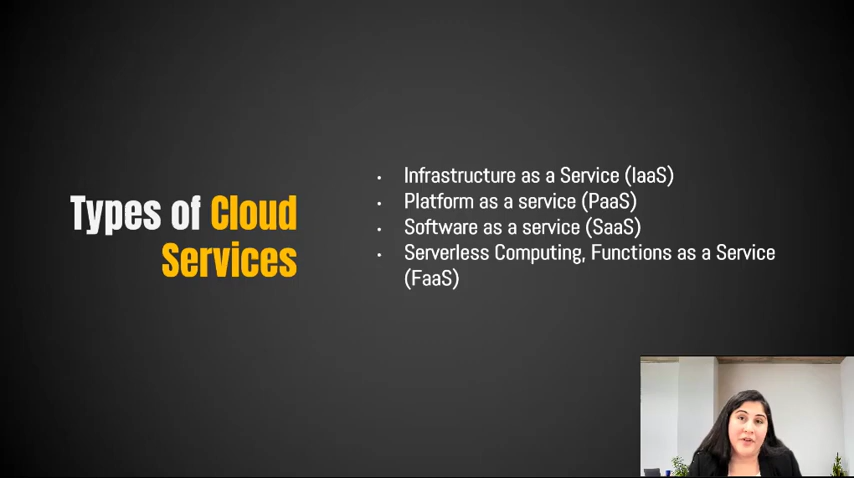 Types of Cloud
Services
• Infrastructure as a Service (IaaS)
• Platform as a service (PaaS)
• Software as a service (SaaS)
• Serverless Computing, Functions as a Service
(FaaS)